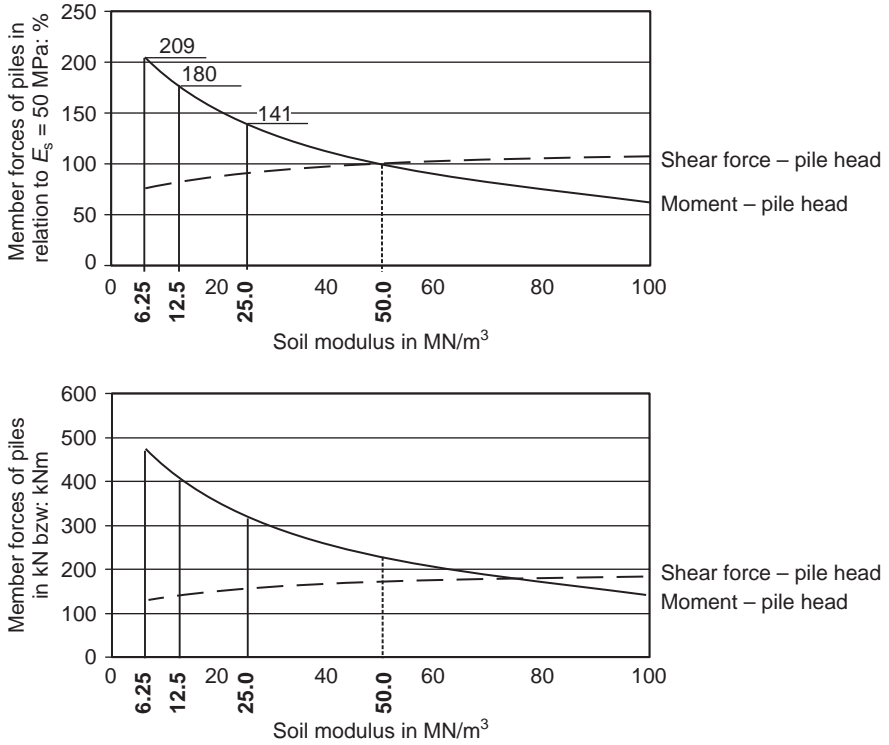 Member forces of piles in
relation to Es = 50 MPa: %
250
200
150
100
50
0
209
180
141
Shear force – pile head
Moment – pile head
0 20 40 60 80 100
6.25 12.5 25.0 50.0
Soil modulus in MN/m³
Member forces of piles
in kN bzw: kNm
600
500
400
300
200
100
0
Shear force – pile head
Moment – pile head
0 20 40 60 80 100
6.25 12.5 25.0 50.0
Soil modulus in MN/m³